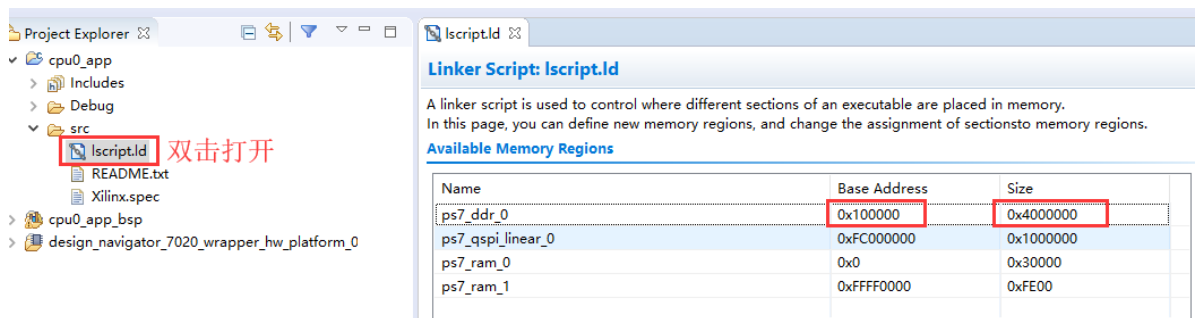 Project Explorer
cpu0_app
Includes
Debug
src
lscript.ld 双击打开
README.txt
Xilinx.spec
cpu0_app_bsp
design_navigator_7020_wrapper_hw_platform_0
lscript.ld
Linker Script: lscript.ld
A linker script is used to control where different sections of an executable are placed in memory.
In this page, you can define new memory regions, and change the assignment of sectionsto memory regions.
Available Memory Regions
Name Base Address Size
ps7_ddr_0 0x100000 0x4000000
ps7_qspi_linear_0 0xFC000000 0x1000000
ps7_ram_0 0x0 0x30000
ps7_ram_1 0xFFFF0000 0xFE00